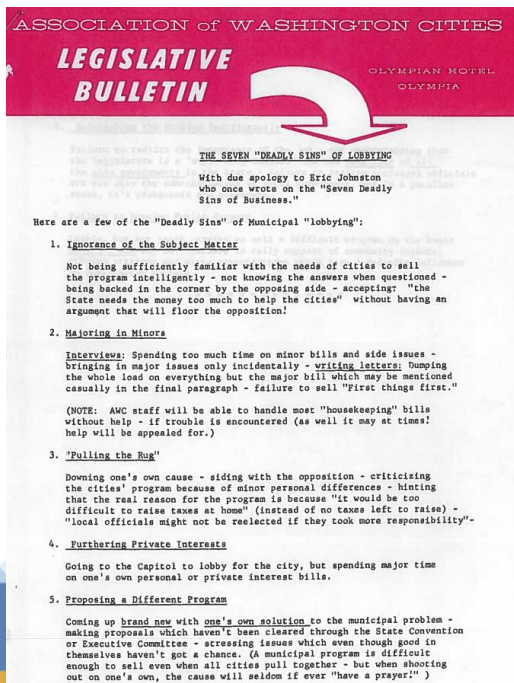 ASSOCIATION of WASHINGTON CITIES
LEGISLATIVE
BULLETIN
OLYMPIAN HOTEL
OLYMPIA
THE SEVEN "DEADLY SINS" OF LOBBYING
With due apology to Eric Johnston
who once wrote on the "Seven Deadly
Sins of Business."
Here are a few of the "Deadly Sins" of Municipal "lobbying":
1. Ignorance of the Subject Matter
Not being sufficiently familiar with the needs of cities to sell
the program intelligently - not knowing the answers when questioned -
being backed in the corner by the opposing side - accepting: "the
State needs the money too much to help the cities" without having an
argument that will floor the opposition!
2. Majoring in Minors
Interviews: Spending too much time on minor bills and side issues -
bringing in major issues only incidentally - writing letters: Dumping
the whole load on everything but the major bill which may be mentioned
casually in the final paragraph - failure to sell "First things first."
(NOTE: AWC staff will be able to handle most "housekeeping" bills
without help - if trouble is encountered (as well it may at times!
help will be appealed for.)
3. "Pulling the Rug"
Downing one's own cause - siding with the opposition - criticizing
the cities' program because of minor personal differences - hinting
that the real reason for the program is because "it would be too
difficult to raise taxes at home" (instead of no taxes left to raise) -
"local officials might not be reelected if they took more responsibility"-
4. Furthering Private Interests
Going to the Capitol to lobby for the city, but spending major time
on one's own personal or private interest bills.
5. Proposing a Different Program
Coming up brand new with one's own solution to the municipal problem -
making proposals which haven't been cleared through the State Convention
or Executive Committee - stressing issues which even though good in
themselves haven't got a chance. (A municipal program is difficult
enough to sell even when all cities pull together - but when shooting
out on one's own, the cause will seldom if ever "have a prayer!" )